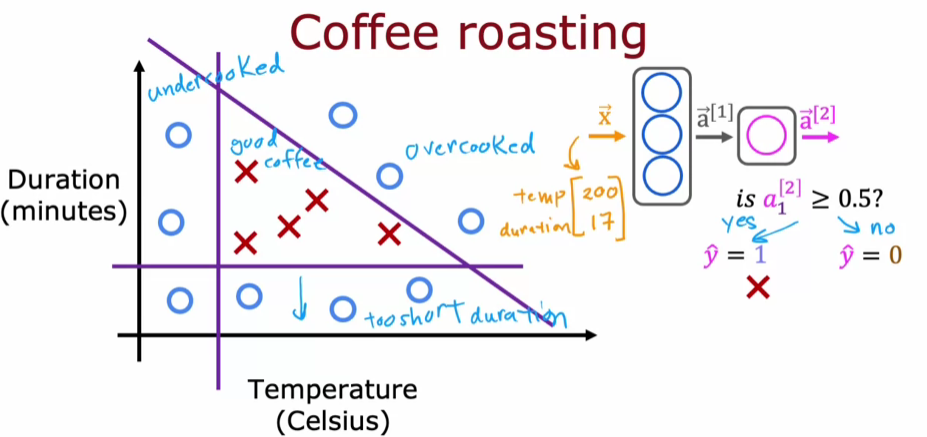 Coffee roasting
undercooked
good
coffee
overcooked
Duration
(minutes)
too short duration
Temperature
(Celsius)
x⃗
a⃗[1]
a⃗[2]
temp [200
duration 17]
is a₁[2] ≥ 0.5?
yes
no
ŷ = 1
ŷ = 0